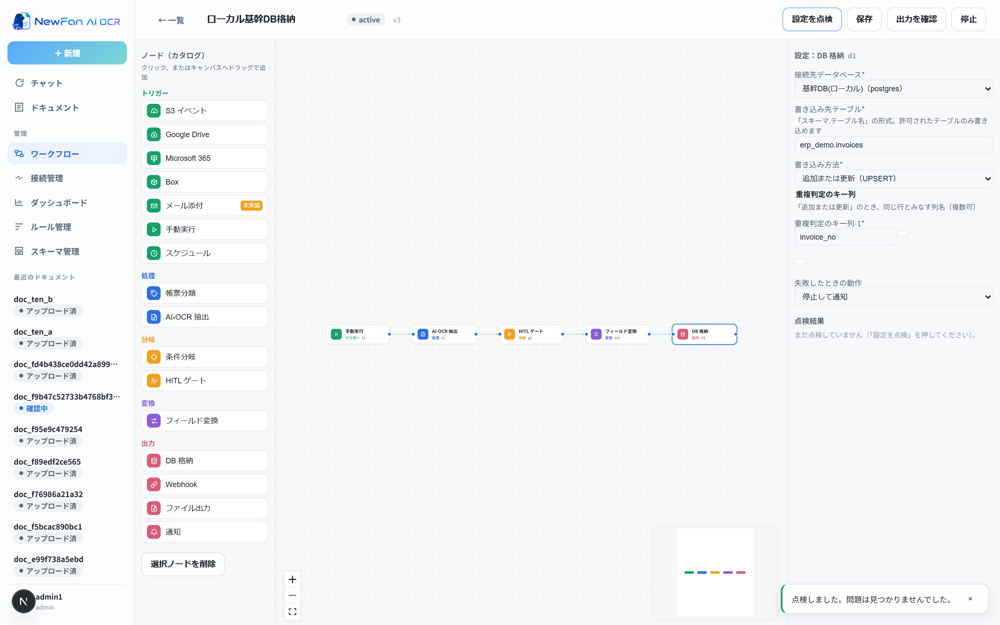 NewFan AI OCR
+ 新規
チャット
ドキュメント
管理
ワークフロー
接続管理
ダッシュボード
ルール管理
スキーマ管理
最近のドキュメント
doc_ten_b
アップロード済
doc_ten_a
アップロード済
doc_fd4b438ce0dd42a899…
アップロード済
doc_f9b47c52733b4768bf3…
確認中
doc_f95e9c479254
アップロード済
doc_f89edf2ce565
アップロード済
doc_f76986a21a32
アップロード済
doc_f5bcac890bc1
アップロード済
doc_e99f738a5ebd
アップロード済
N
admin1
admin
← 一覧
ローカル基幹DB格納
active
v3
設定を点検
保存
出力を確認
停止
ノード（カタログ）
クリック、またはキャンバスへドラッグで追
加
トリガー
S3 イベント
Google Drive
Microsoft 365
Box
メール添付
未実装
手動実行
スケジュール
処理
帳票分類
AI-OCR 抽出
分岐
条件分岐
HITL ゲート
変換
フィールド変換
出力
DB 格納
Webhook
ファイル出力
通知
選択ノードを削除
手動実行
トリガー t1
AI-OCR 抽出
処理 x1
HITL ゲート
分岐 g1
フィールド変換
変換 m1
DB 格納
出力 d1
設定：DB 格納 d1
接続先データベース*
基幹DB(ローカル)（postgres）
書き込み先テーブル*
「スキーマ.テーブル名」の形式。許可されたテーブルのみ書き
込めます
erp_demo.invoices
書き込み方法*
追加または更新（UPSERT）
重複判定のキー列
「追加または更新」のとき、同じ行とみなす列名（複数可）
重複判定のキー列-1*
invoice_no
失敗したときの動作
停止して通知
点検結果
まだ点検していません（「設定を点検」を押してください）。
点検しました。問題は見つかりませんでした。
×